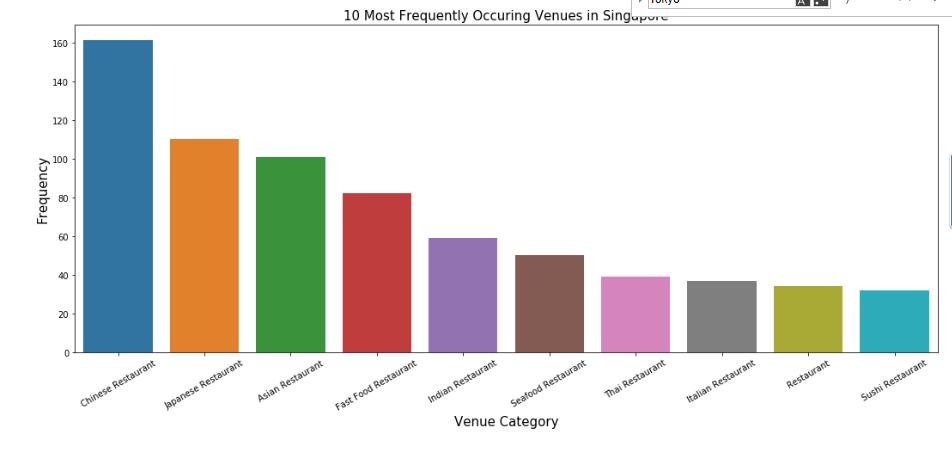 Tokyo
10 Most Frequently Occuring Venues in Singapore
160
140
120
100
80
60
40
20
0
Frequency
Chinese Restaurant
Japanese Restaurant
Asian Restaurant
Fast Food Restaurant
Indian Restaurant
Seafood Restaurant
Thai Restaurant
Italian Restaurant
Restaurant
Sushi Restaurant
Venue Category